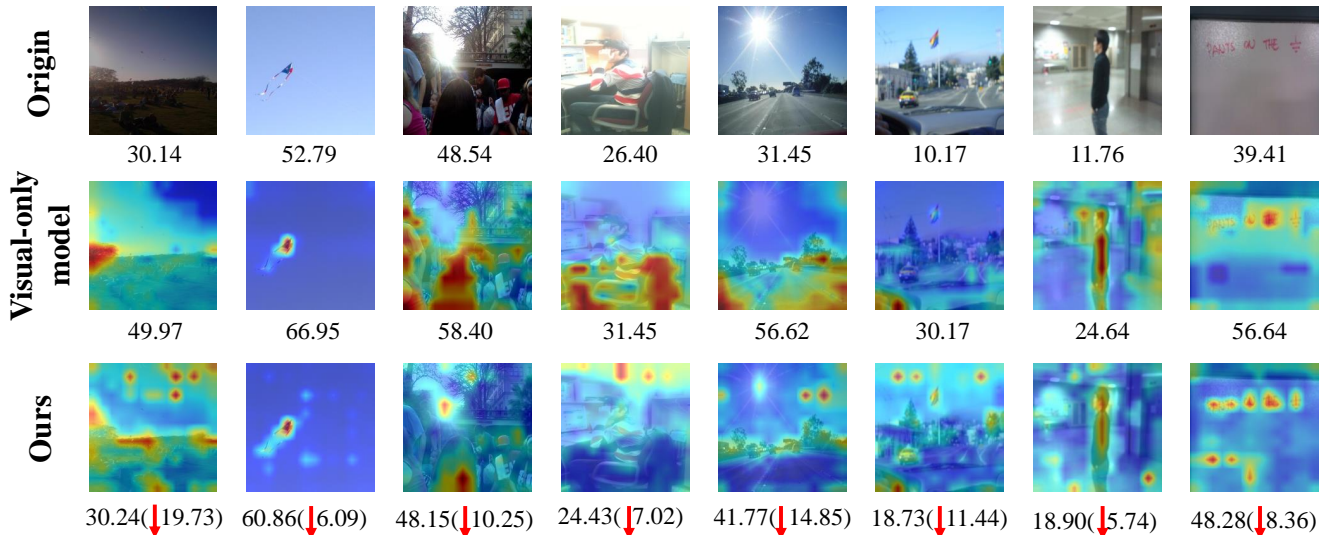 Origin
30.14 52.79 48.54 26.40 31.45 10.17 11.76 39.41
PANTS ON THE
Visual-only
model
49.97 66.95 58.40 31.45 56.62 30.17 24.64 56.64
Ours
30.24(↓19.73) 60.86(↓6.09) 48.15(↓10.25) 24.43(↓7.02) 41.77(↓14.85) 18.73(↓11.44) 18.90(↓5.74) 48.28(↓8.36)